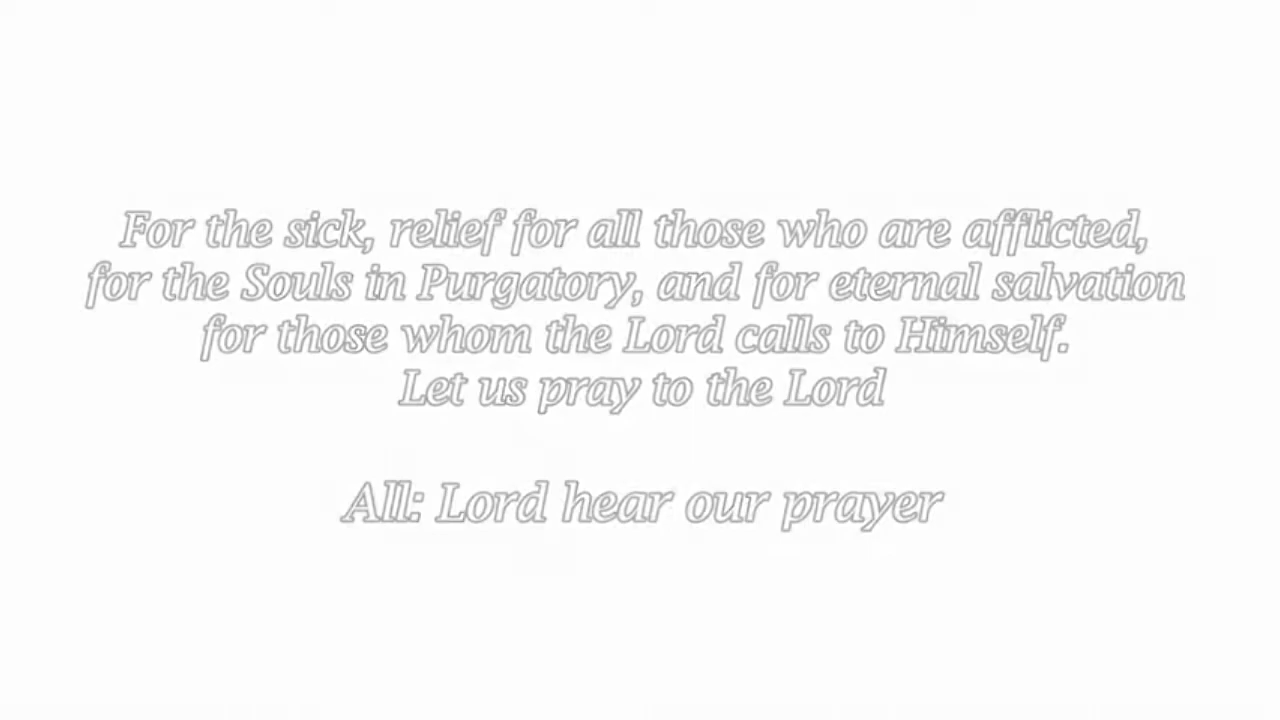 For the sick, relief for all those who are afflicted,
for the Souls in Purgatory, and for eternal salvation
for those whom the Lord calls to Himself.
Let us pray to the Lord
All: Lord hear our prayer